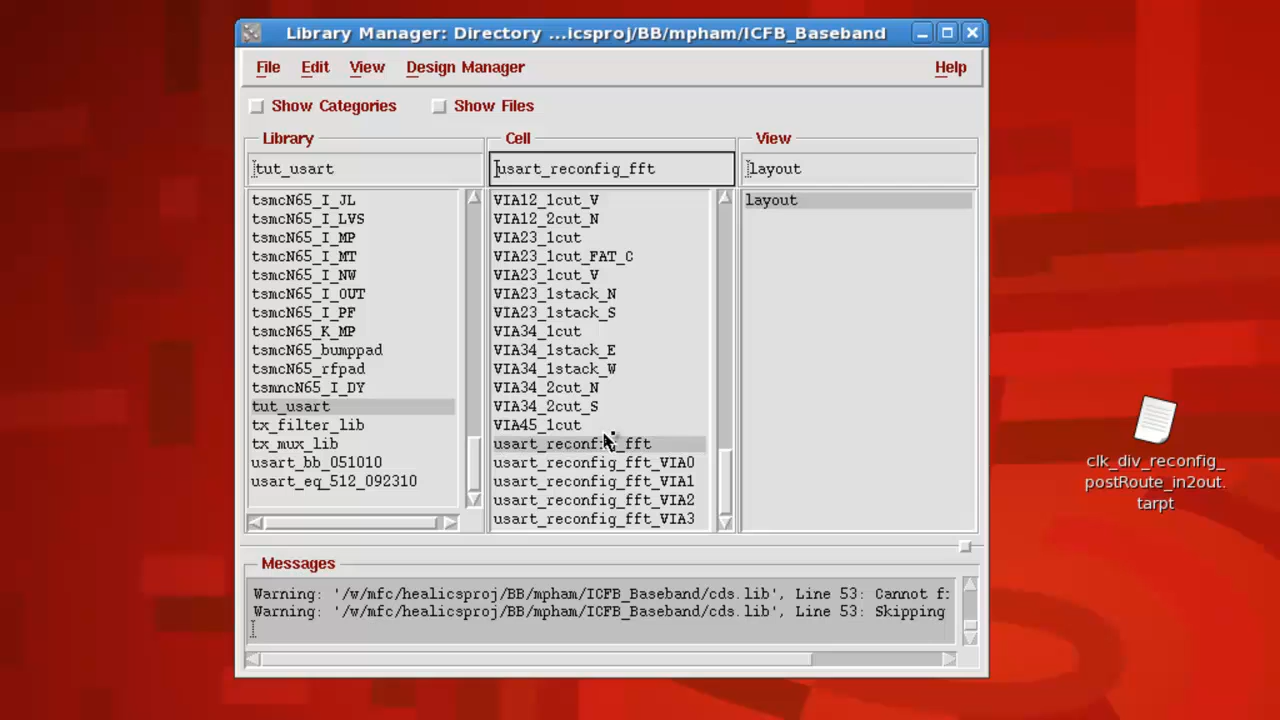 Library Manager: Directory ...icsproj/BB/mpham/ICFB_Baseband
File Edit View Design Manager Help
Show Categories Show Files
Library
tut_usart
tsmcN65_I_JL
tsmcN65_I_LVS
tsmcN65_I_MP
tsmcN65_I_MT
tsmcN65_I_NW
tsmcN65_I_OUT
tsmcN65_I_PF
tsmcN65_K_MP
tsmcN65_bumppad
tsmcN65_rfpad
tsmncN65_I_DY
tut_usart
tx_filter_lib
tx_mux_lib
usart_bb_051010
usart_eq_512_092310
Cell
usart_reconfig_fft
VIA12_1cut_V
VIA12_2cut_N
VIA23_1cut
VIA23_1cut_FAT_C
VIA23_1cut_V
VIA23_1stack_N
VIA23_1stack_S
VIA34_1cut
VIA34_1stack_E
VIA34_1stack_W
VIA34_2cut_N
VIA34_2cut_S
VIA45_1cut
usart_reconfig_fft
usart_reconfig_fft_VIA0
usart_reconfig_fft_VIA1
usart_reconfig_fft_VIA2
usart_reconfig_fft_VIA3
View
layout
layout
Messages
Warning: '/w/mfc/healicsproj/BB/mpham/ICFB_Baseband/cds.lib', Line 53: Cannot f
Warning: '/w/mfc/healicsproj/BB/mpham/ICFB_Baseband/cds.lib', Line 53: Skipping
clk_div_reconfig_
postRoute_in2out.
tarpt